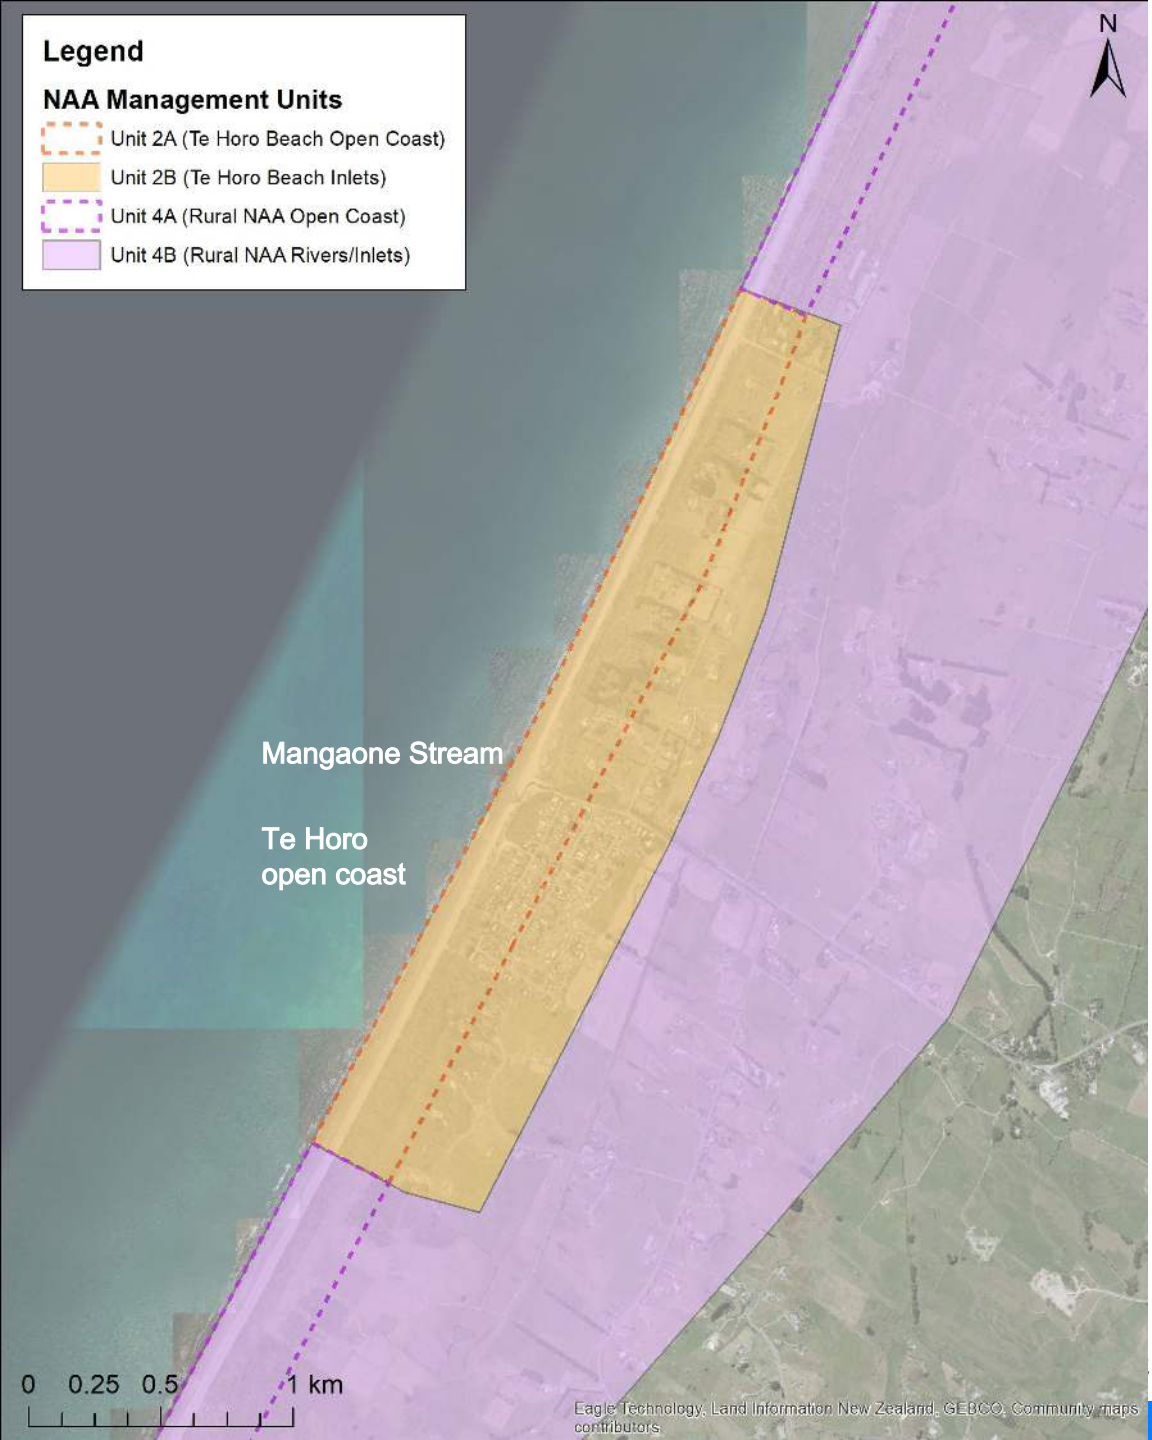 Legend
NAA Management Units
Unit 2A (Te Horo Beach Open Coast)
Unit 2B (Te Horo Beach Inlets)
Unit 4A (Rural NAA Open Coast)
Unit 4B (Rural NAA Rivers/Inlets)
N
Mangaone Stream
Te Horo
open coast
0 0.25 0.5 1 km
Eagle Technology, Land Information New Zealand, GEBCO, Community maps
contributors